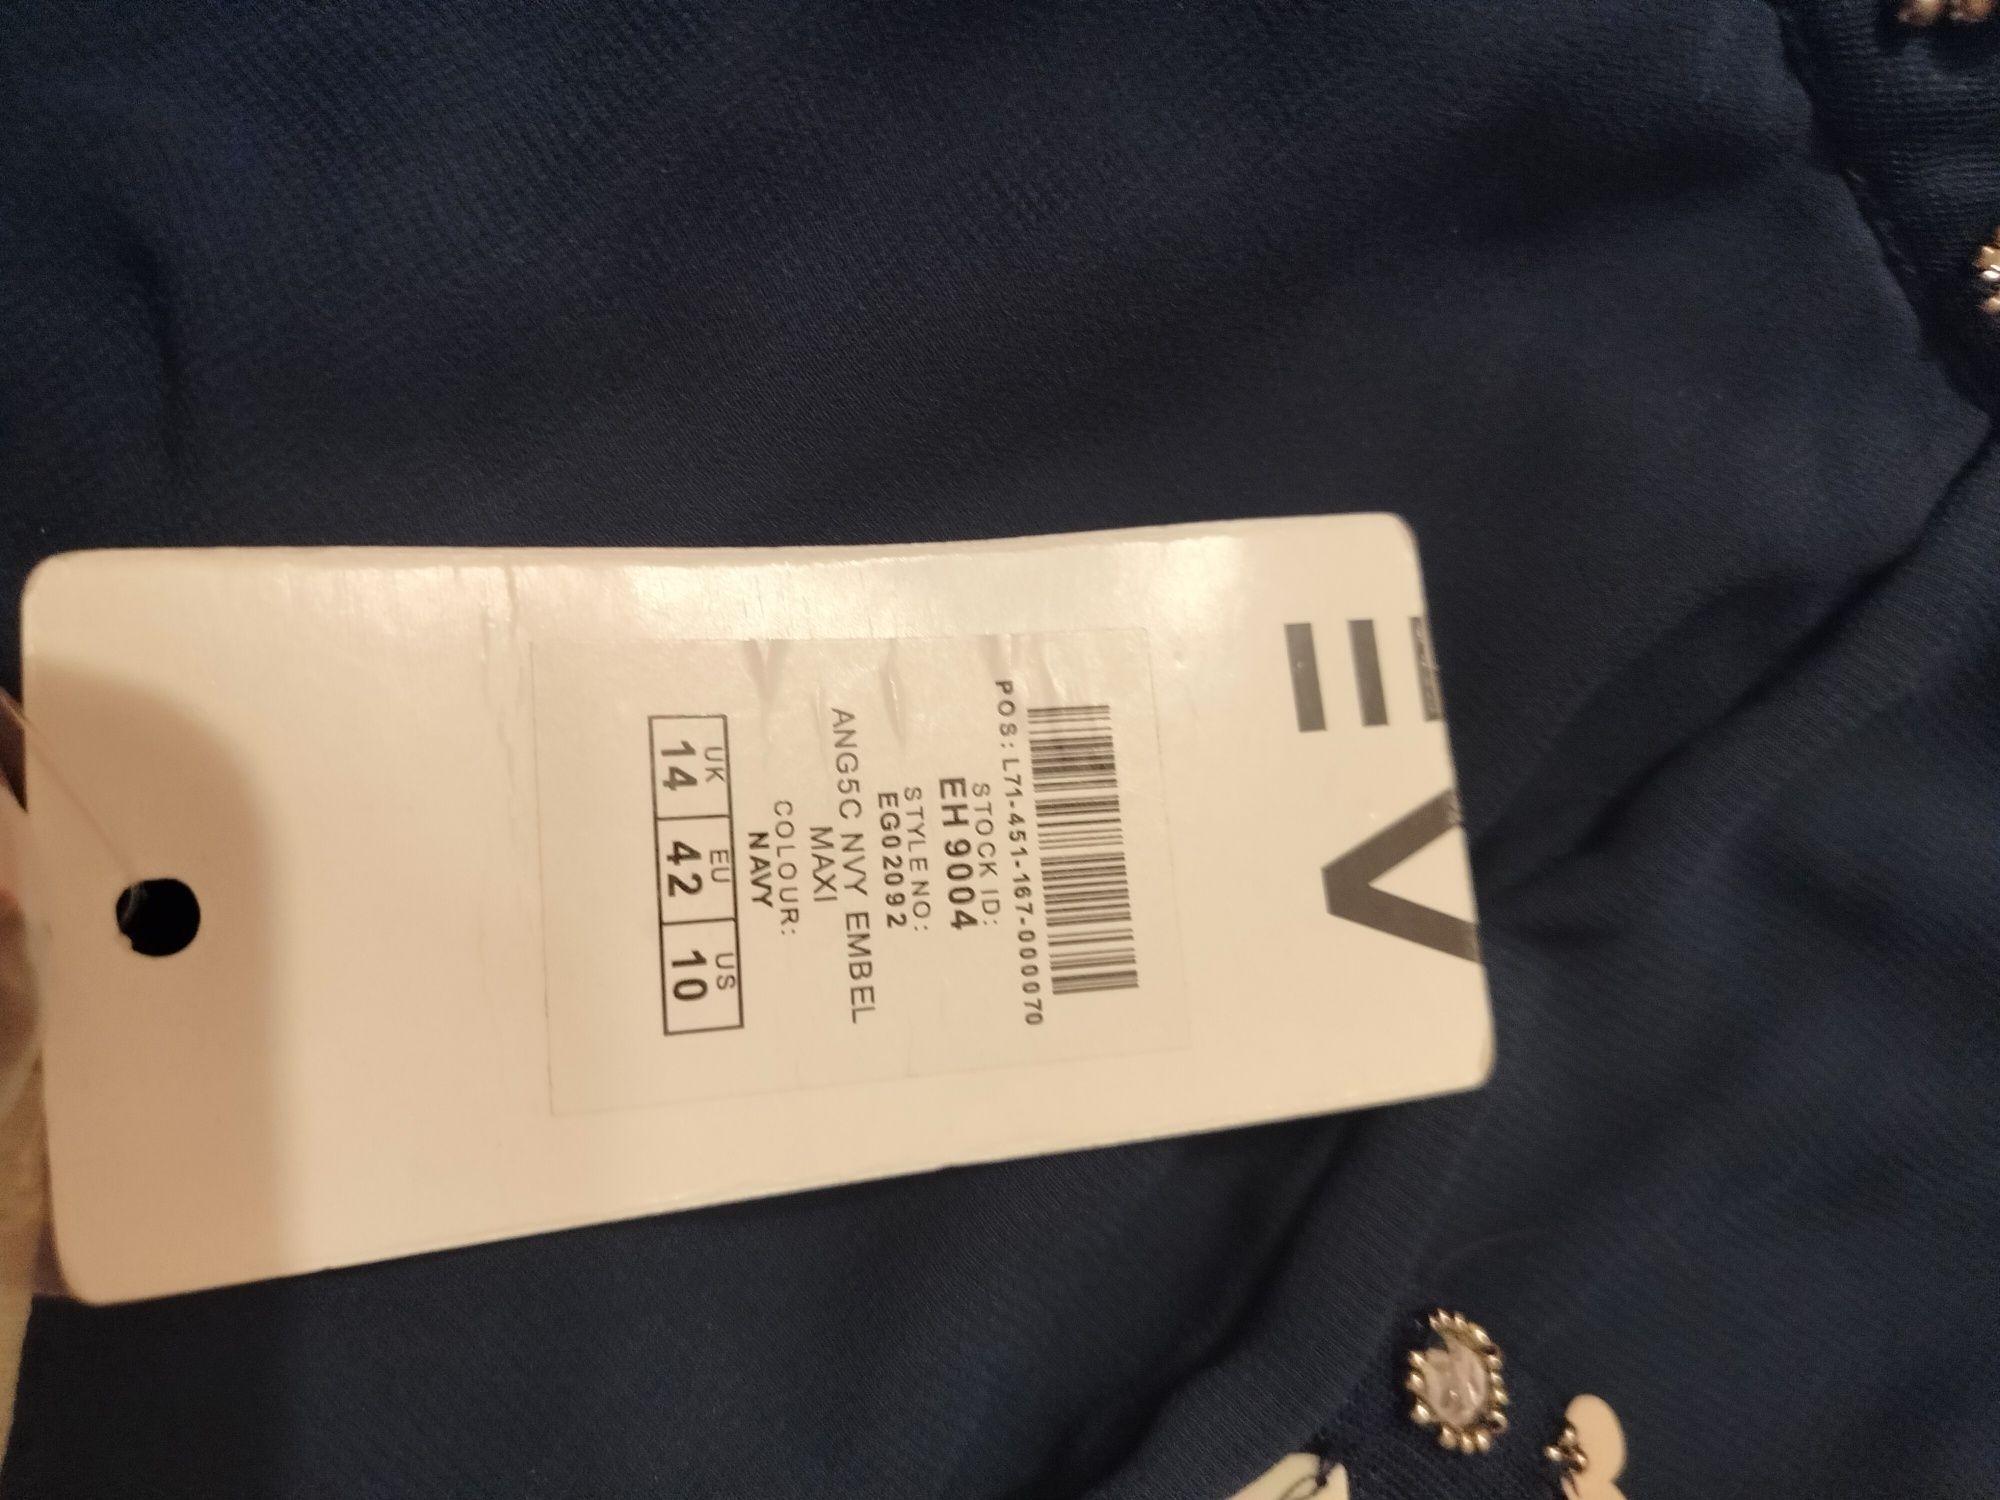 EV
POS: L71-451-167-000070
STOCK ID:
EH 9004
STYLE NO:
EG02092
ANG5C NVY EMBEL
MAXI
COLOUR:
NAVY
UK EU US
14 42 10